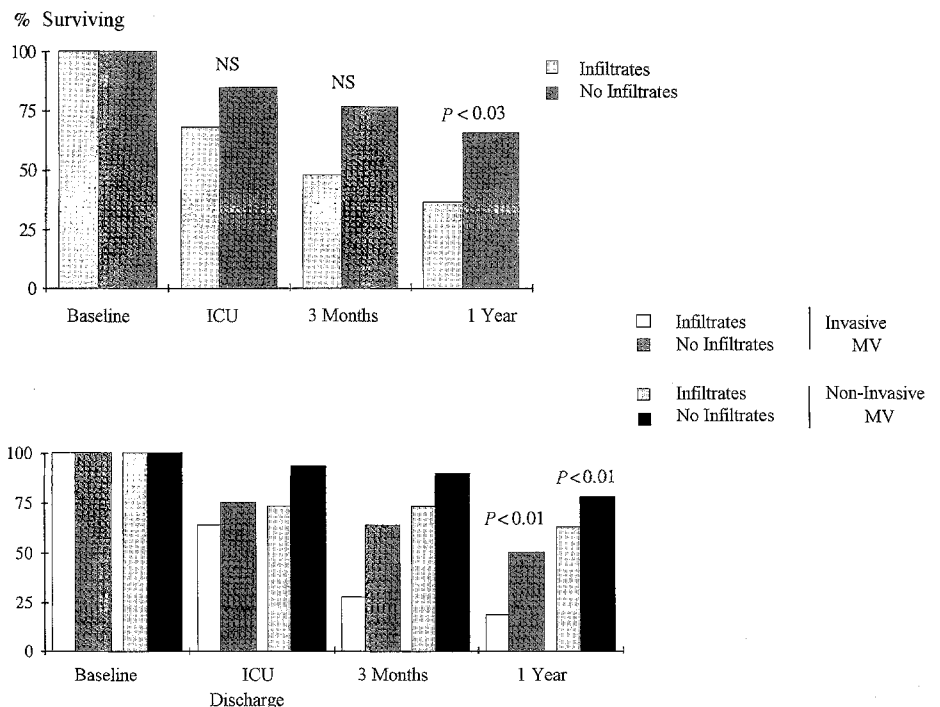 % Surviving
100
75
50
25
0
NS
NS
P < 0.03
Infiltrates
No Infiltrates
Baseline
ICU
3 Months
1 Year
Infiltrates
No Infiltrates
Invasive
MV
Infiltrates
No Infiltrates
Non-Invasive
MV
100
75
50
25
0
P < 0.01
P < 0.01
Baseline
ICU
Discharge
3 Months
1 Year